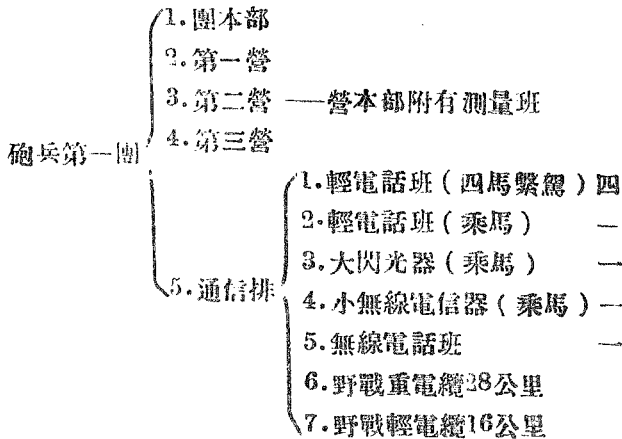 砲兵第一團
1.團本部
2.第一營
3.第二營——營本部附有測量班
4.第三營
5.通信排
1.輕電話班(四馬繫駕)四
2.輕電話班(乘馬) 一
3.大閃光器(乘馬) 一
4.小無線電信器(乘馬)一
5.無線電話班 一
6.野戰重電纜28公里
7.野戰輕電纜16公里